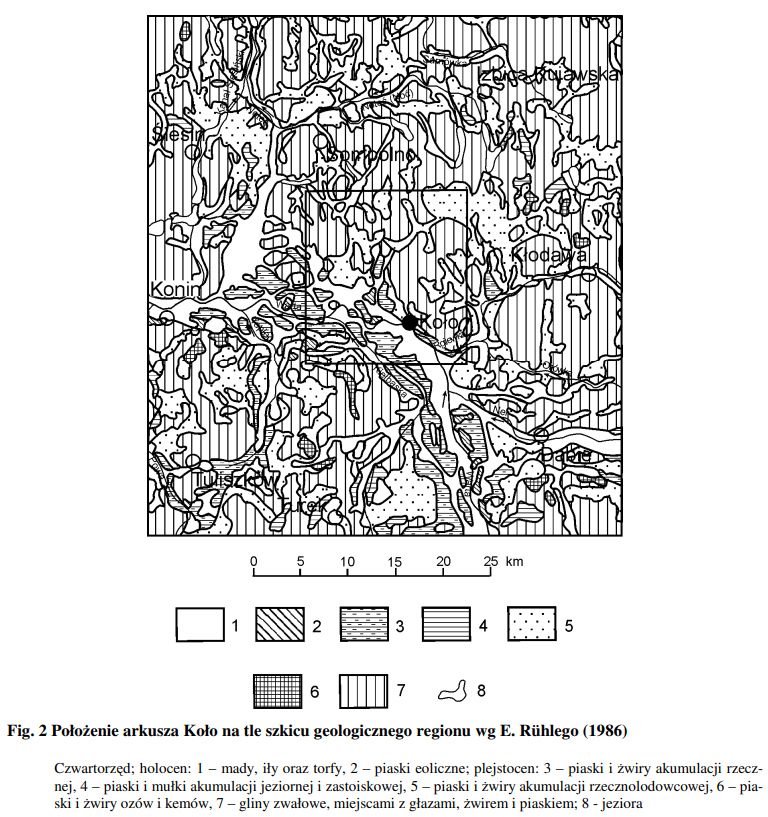 Izbica Kujawska
Noteć
Ślesin
Sompolno
Kłodawa
Konin
Warta
Koło
Ner
Dąbie
Tuliszków
Turek
0 5 10 15 20 25 km
1 2 3 4 5
6 7 8
Fig. 2 Położenie arkusza Koło na tle szkicu geologicznego regionu wg E. Rühlego (1986)
Czwartorzęd; holocen: 1 – mady, iły oraz torfy, 2 – piaski eoliczne; plejstocen: 3 – piaski i żwiry akumulacji rzecz-
nej, 4 – piaski i mułki akumulacji jeziornej i zastoiskowej, 5 – piaski i żwiry akumulacji rzecznolodowcowej, 6 – pia-
ski i żwiry ozów i kemów, 7 – gliny zwałowe, miejscami z głazami, żwirem i piaskiem; 8 - jeziora